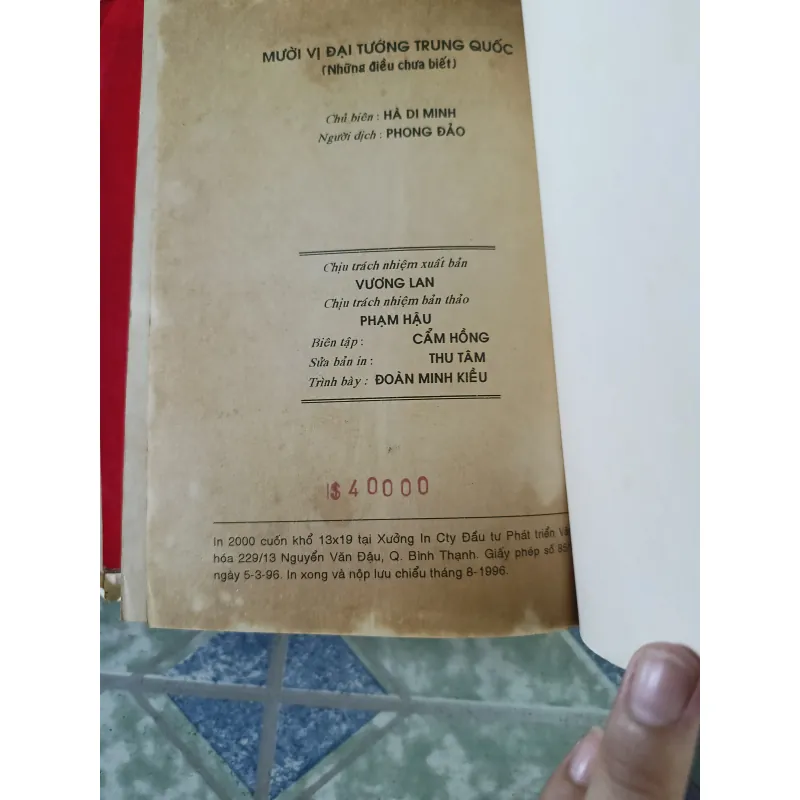 MƯỜI VỊ ĐẠI TƯỚNG TRUNG QUỐC
(Những điều chưa biết)
Chủ biên : HÀ DI MINH
Người dịch : PHONG ĐẢO
Chịu trách nhiệm xuất bản
VƯƠNG LAN
Chịu trách nhiệm bản thảo
PHẠM HẬU
Biên tập : CẨM HỒNG
Sửa bản in : THU TÂM
Trình bày : ĐOÀN MINH KIỀU
$40000
In 2000 cuốn khổ 13x19 tại Xưởng In Cty Đầu tư Phát triển
hóa 229/13 Nguyễn Văn Đậu, Q. Bình Thạnh. Giấy phép số
ngày 5-3-96. In xong và nộp lưu chiểu tháng 8-1996.